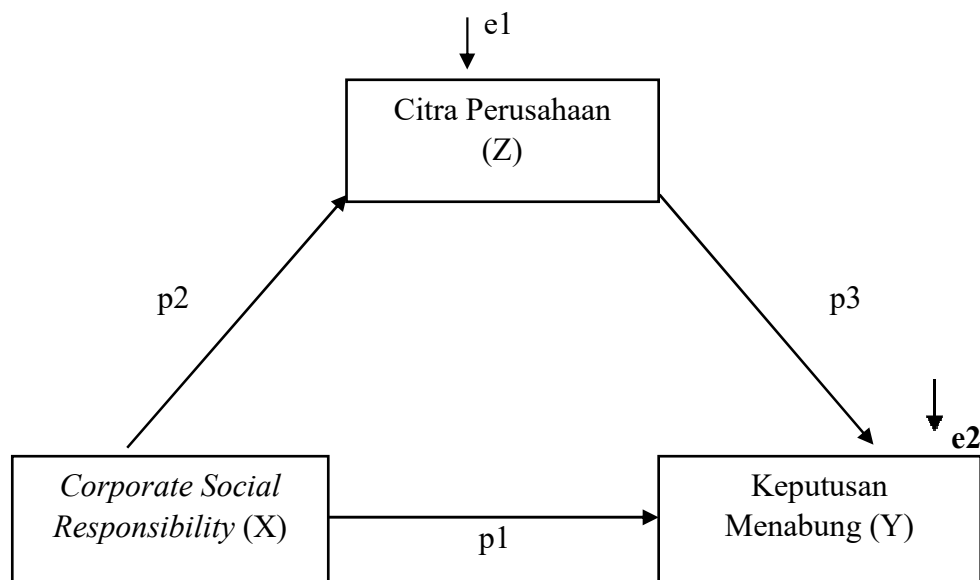 e1
Citra Perusahaan
(Z)
p2
p3
e2
Corporate Social
Responsibility (X)
p1
Keputusan
Menabung (Y)